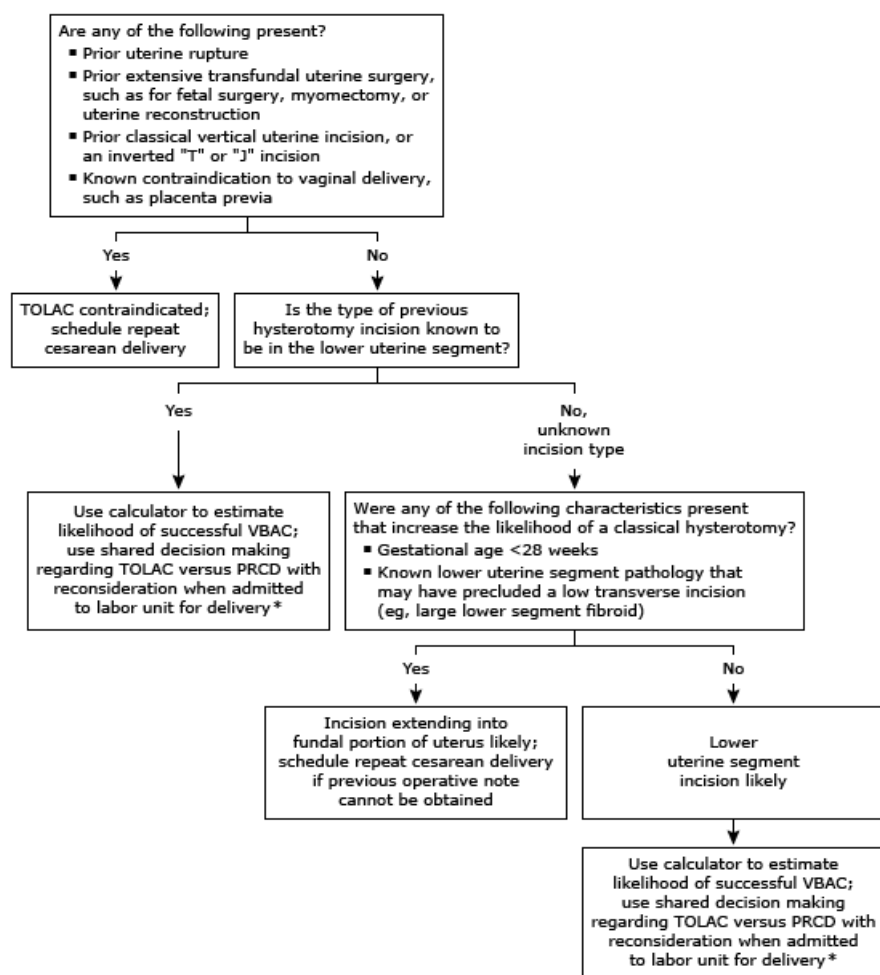 Are any of the following present?
▪ Prior uterine rupture
▪ Prior extensive transfundal uterine surgery,
such as for fetal surgery, myomectomy, or
uterine reconstruction
▪ Prior classical vertical uterine incision, or
an inverted "T" or "J" incision
▪ Known contraindication to vaginal delivery,
such as placenta previa
Yes
No
TOLAC contraindicated;
schedule repeat
cesarean delivery
Is the type of previous
hysterotomy incision known to
be in the lower uterine segment?
Yes
No,
unknown
incision type
Use calculator to estimate
likelihood of successful VBAC;
use shared decision making
regarding TOLAC versus PRCD with
reconsideration when admitted
to labor unit for delivery*
Were any of the following characteristics present
that increase the likelihood of a classical hysterotomy?
▪ Gestational age <28 weeks
▪ Known lower uterine segment pathology that
may have precluded a low transverse incision
(eg, large lower segment fibroid)
Yes
No
Incision extending into
fundal portion of uterus likely;
schedule repeat cesarean delivery
if previous operative note
cannot be obtained
Lower
uterine segment
incision likely
Use calculator to estimate
likelihood of successful VBAC;
use shared decision making
regarding TOLAC versus PRCD with
reconsideration when admitted
to labor unit for delivery*